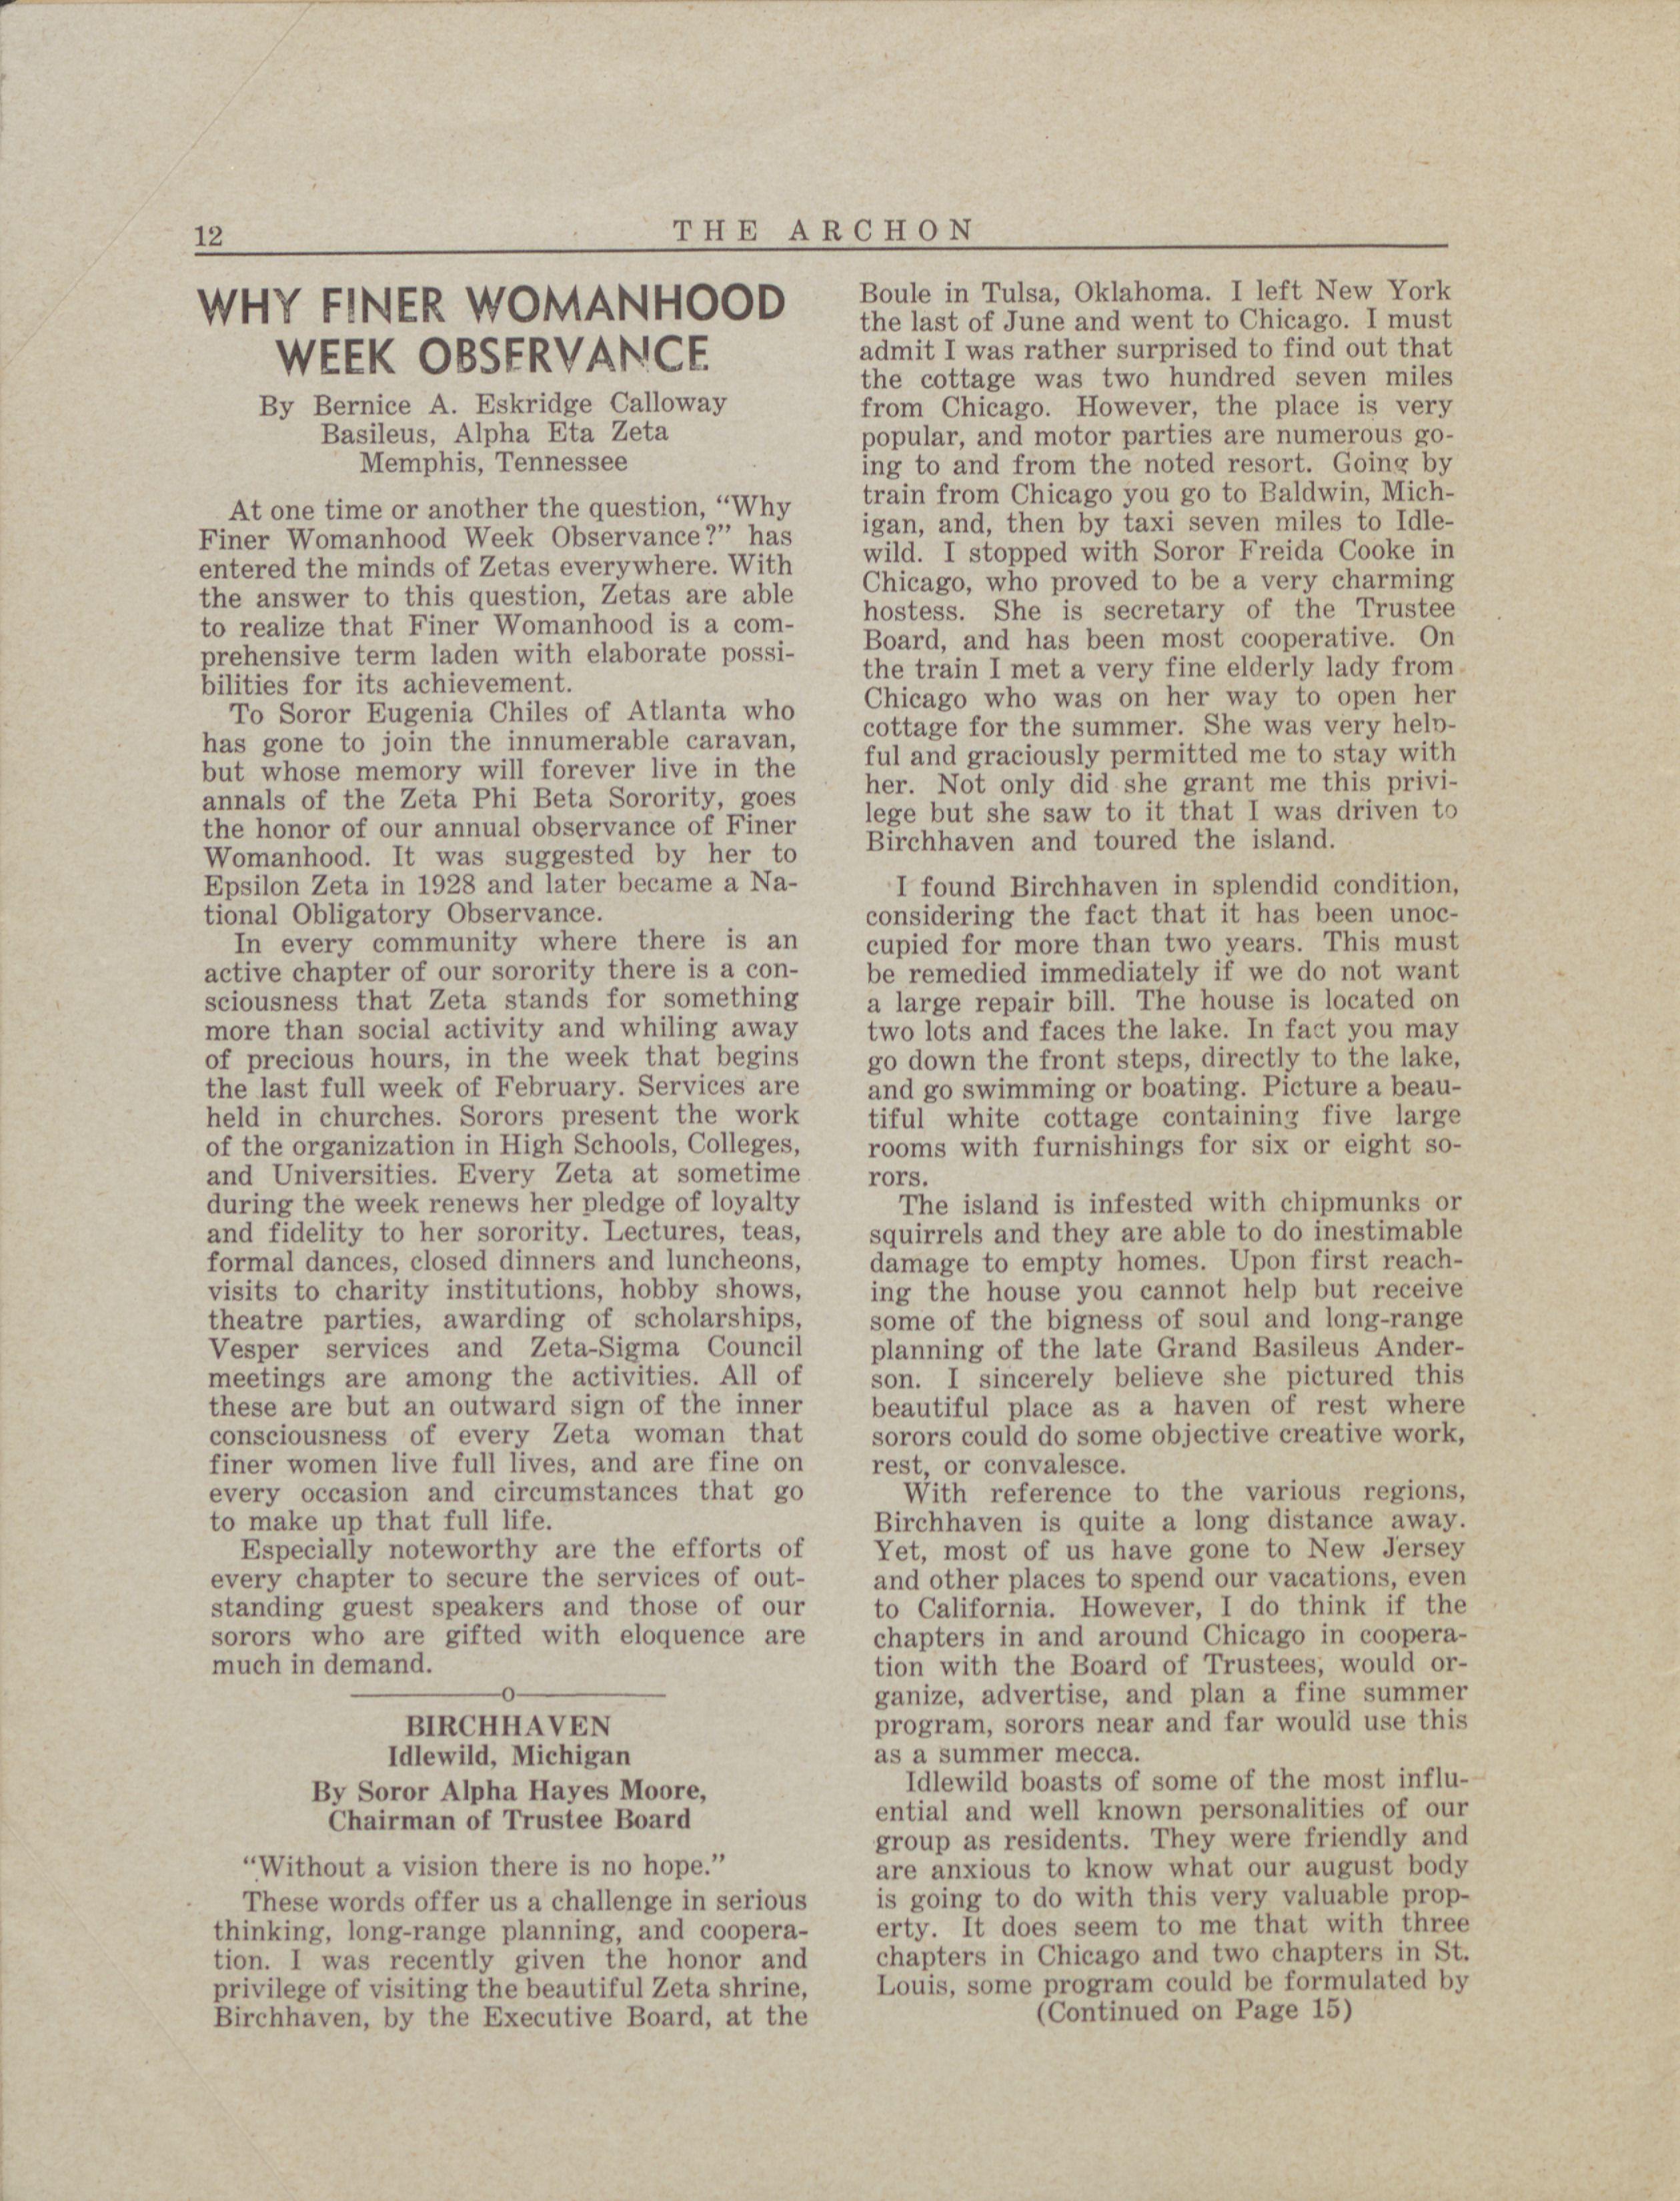 12
THE ARCHON
WHY FINER WOMANHOOD
WEEK OBSERVANCE
By Bernice A. Eskridge Calloway
Basileus, Alpha Eta Zeta
Memphis, Tennessee
At one time or another the question, “Why
Finer Womanhood Week Observance?” has
entered the minds of Zetas everywhere. With
the answer to this question, Zetas are able
to realize that Finer Womanhood is a com-
prehensive term laden with elaborate possi-
bilities for its achievement.
To Soror Eugenia Chiles of Atlanta who
has gone to join the innumerable caravan,
but whose memory will forever live in the
annals of the Zeta Phi Beta Sorority, goes
the honor of our annual observance of Finer
Womanhood. It was suggested by her to
Epsilon Zeta in 1928 and later became a Na-
tional Obligatory Observance.
In every community where there is an
active chapter of our sorority there is a con-
sciousness that Zeta stands for something
more than social activity and whiling away
of precious hours, in the week that begins
the last full week of February. Services are
held in churches. Sorors present the work
of the organization in High Schools, Colleges,
and Universities. Every Zeta at sometime
during the week renews her pledge of loyalty
and fidelity to her sorority. Lectures, teas,
formal dances, closed dinners and luncheons,
visits to charity institutions, hobby shows,
theatre parties, awarding of scholarships,
Vesper services and Zeta-Sigma Council
meetings are among the activities. All of
these are but an outward sign of the inner
consciousness of every Zeta woman that
finer women live full lives, and are fine on
every occasion and circumstances that go
to make up that full life.
Especially noteworthy are the efforts of
every chapter to secure the services of out-
standing guest speakers and those of our
sorors who are gifted with eloquence are
much in demand.
o
BIRCHHAVEN
Idlewild, Michigan
By Soror Alpha Hayes Moore,
Chairman of Trustee Board
“Without a vision there is no hope.”
These words offer us a challenge in serious
thinking, long-range planning, and coopera-
tion. I was recently given the honor and
privilege of visiting the beautiful Zeta shrine,
Birchhaven, by the Executive Board, at the
Boule in Tulsa, Oklahoma. I left New York
the last of June and went to Chicago. I must
admit I was rather surprised to find out that
the cottage was two hundred seven miles
from Chicago. However, the place is very
popular, and motor parties are numerous go-
ing to and from the noted resort. Going by
train from Chicago you go to Baldwin, Mich-
igan, and, then by taxi seven miles to Idle-
wild. I stopped with Soror Freida Cooke in
Chicago, who proved to be a very charming
hostess. She is secretary of the Trustee
Board, and has been most cooperative. On
the train I met a very fine elderly lady from
Chicago who was on her way to open her
cottage for the summer. She was very help-
ful and graciously permitted me to stay with
her. Not only did she grant me this privi-
lege but she saw to it that I was driven to
Birchhaven and toured the island.
I found Birchhaven in splendid condition,
considering the fact that it has been unoc-
cupied for more than two years. This must
be remedied immediately if we do not want
a large repair bill. The house is located on
two lots and faces the lake. In fact you may
go down the front steps, directly to the lake,
and go swimming or boating. Picture a beau-
tiful white cottage containing five large
rooms with furnishings for six or eight so-
rors.
The island is infested with chipmunks or
squirrels and they are able to do inestimable
damage to empty homes. Upon first reach-
ing the house you cannot help but receive
some of the bigness of soul and long-range
planning of the late Grand Basileus Ander-
son. I sincerely believe she pictured this
beautiful place as a haven of rest where
sorors could do some objective creative work,
rest, or convalesce.
With reference to the various regions,
Birchhaven is quite a long distance away.
Yet, most of us have gone to New Jersey
and other places to spend our vacations, even
to California. However, I do think if the
chapters in and around Chicago in coopera-
tion with the Board of Trustees, would or-
ganize, advertise, and plan a fine summer
program, sorors near and far would use this
as a summer mecca.
Idlewild boasts of some of the most influ-
ential and well known personalities of our
group as residents. They were friendly and
are anxious to know what our august body
is going to do with this very valuable prop-
erty. It does seem to me that with three
chapters in Chicago and two chapters in St.
Louis, some program could be formulated by
(Continued on Page 15)